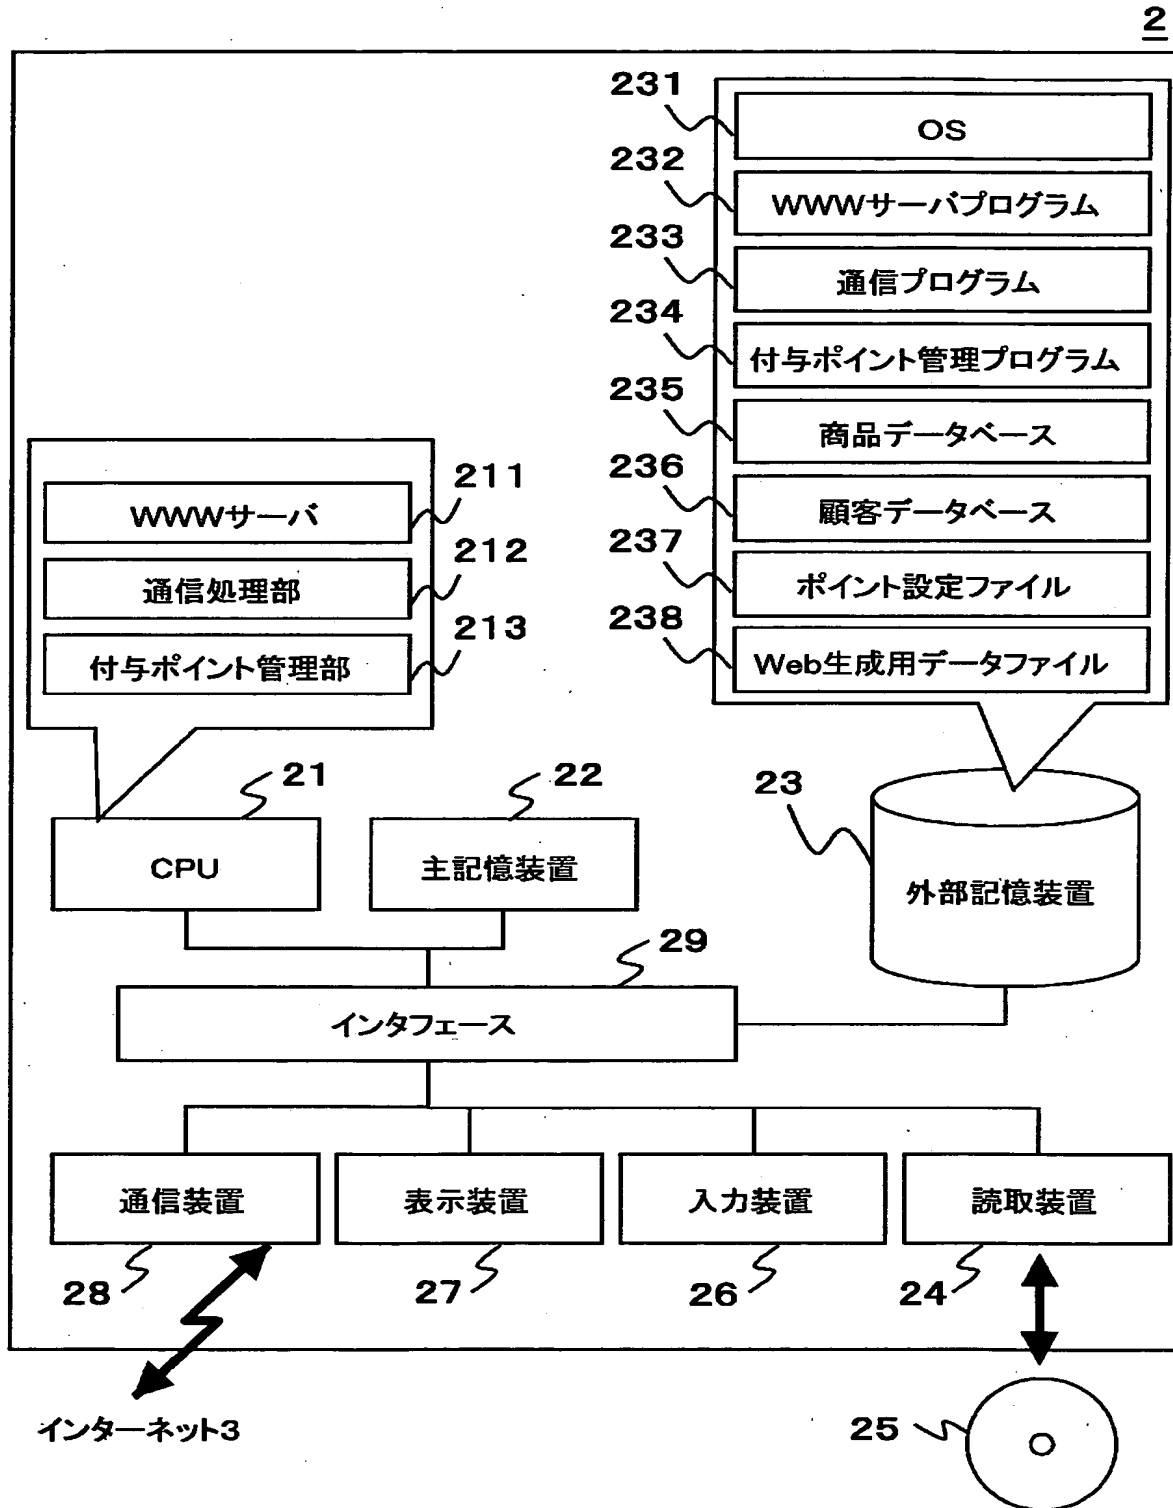 2
231
OS
232
WWWサーバプログラム
233
通信プログラム
234
付与ポイント管理プログラム
235
商品データベース
236
顧客データベース
237
ポイント設定ファイル
238
Web生成用データファイル
WWWサーバ
211
通信処理部
212
付与ポイント管理部
213
21
CPU
22
主記憶装置
23
外部記憶装置
29
インタフェース
通信装置
表示装置
入力装置
読取装置
28
27
26
24
インターネット3
25